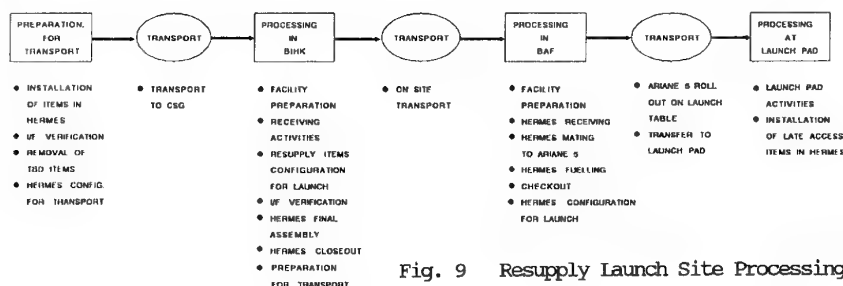 PREPARATION.
FOR
TRANSPORT
TRANSPORT
PROCESSING
IN
BIHK
TRANSPORT
PROCESSING
IN
BAF
TRANSPORT
PROCESSING
AT
LAUNCH PAD
● INSTALLATION
OF ITEMS IN
HERMES
● I/F VERIFICATION
● REMOVAL OF
TBD ITEMS
● HERMES CONFIG.
FOR TRANSPORT
● TRANSPORT
TO CSG
● FACILITY
PREPARATION
● RECEIVING
ACTIVITIES
● RESUPPLY ITEMS
CONFIGURATION
FOR LAUNCH
● I/F VERIFICATION
● HERMES FINAL
ASSEMBLY
● HERMES CLOSEOUT
● PREPARATION
FOR TRANSPORT
● ON SITE
TRANSPORT
● FACILITY
PREPARATION
● HERMES RECEIVING
● HERMES MATING
TO ARIANE 5
● HERMES FUELLING
● CHECKOUT
● HERMES CONFIGURATION
FOR LAUNCH
● ARIANE 5 ROLL
OUT ON LAUNCH
TABLE
● TRANSFER TO
LAUNCH PAD
● LAUNCH PAD
ACTIVITIES
● INSTALLATION
OF LATE ACCESS
ITEMS IN HERMES
Fig. 9 Resupply Launch Site Processing